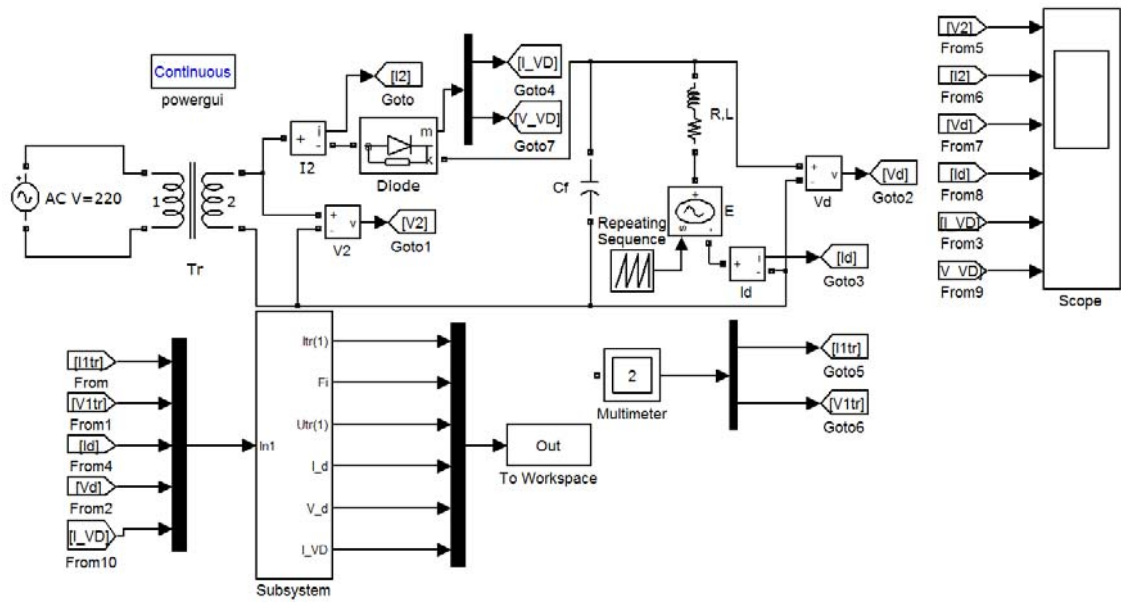 Continuous
powergui
AC V=220
1
2
Tr
+
i
-
I2
[I2]
Goto
m
k
DIode
[I_VD]
Goto4
[V_VD]
Goto7
+
v
-
V2
[V2]
Goto1
Cf
R,L
E
s
Repeating
Sequence
+
i
-
Id
[Id]
Goto3
+
v
-
Vd
[Vd]
Goto2
[V2]
From5
[I2]
From6
[Vd]
From7
[Id]
From8
[I_VD]
From3
V_VD)
From9
Scope
[I1tr]
From
[V1tr]
From1
[Id]
From4
[Vd]
From2
[I_VD]
From10
In1
Itr(1)
Fi
Utr(1)
I_d
V_d
I_VD
Subsystem
Out
To Workspace
2
Multimeter
[I1tr]
Goto5
[V1tr]
Goto6